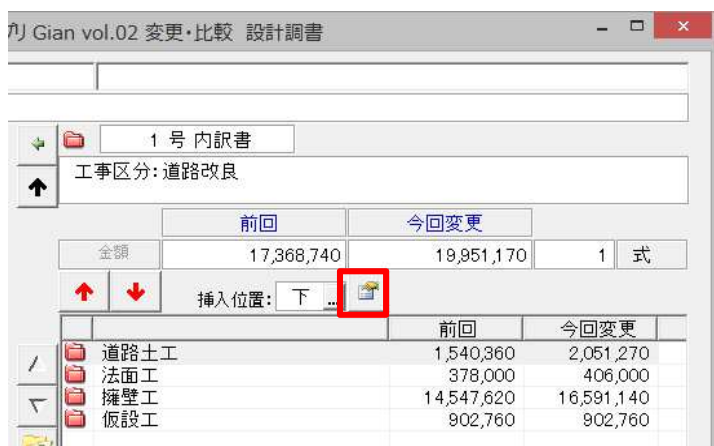 Gian vol.02 変更・比較 設計調書
1 号 内訳書
工事区分：道路改良
前回 今回変更
金額 17,368,740 19,951,170 1 式
挿入位置： 下 ...
前回 今回変更
道路土工 1,540,360 2,051,270
法面工 378,000 406,000
擁壁工 14,547,620 16,591,140
仮設工 902,760 902,760